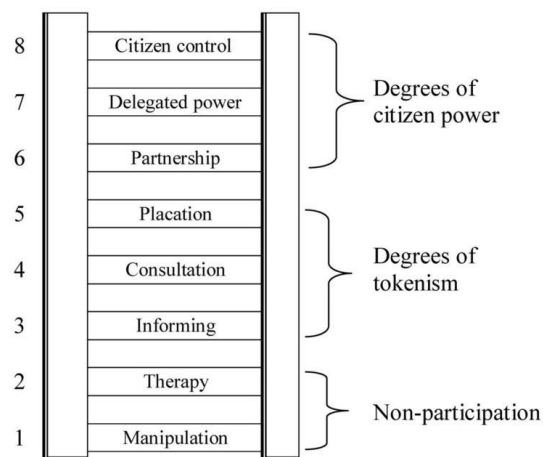 8 Citizen control
7 Delegated power
6 Partnership
Degrees of
citizen power
5 Placation
4 Consultation
3 Informing
Degrees of
tokenism
2 Therapy
1 Manipulation
Non-participation